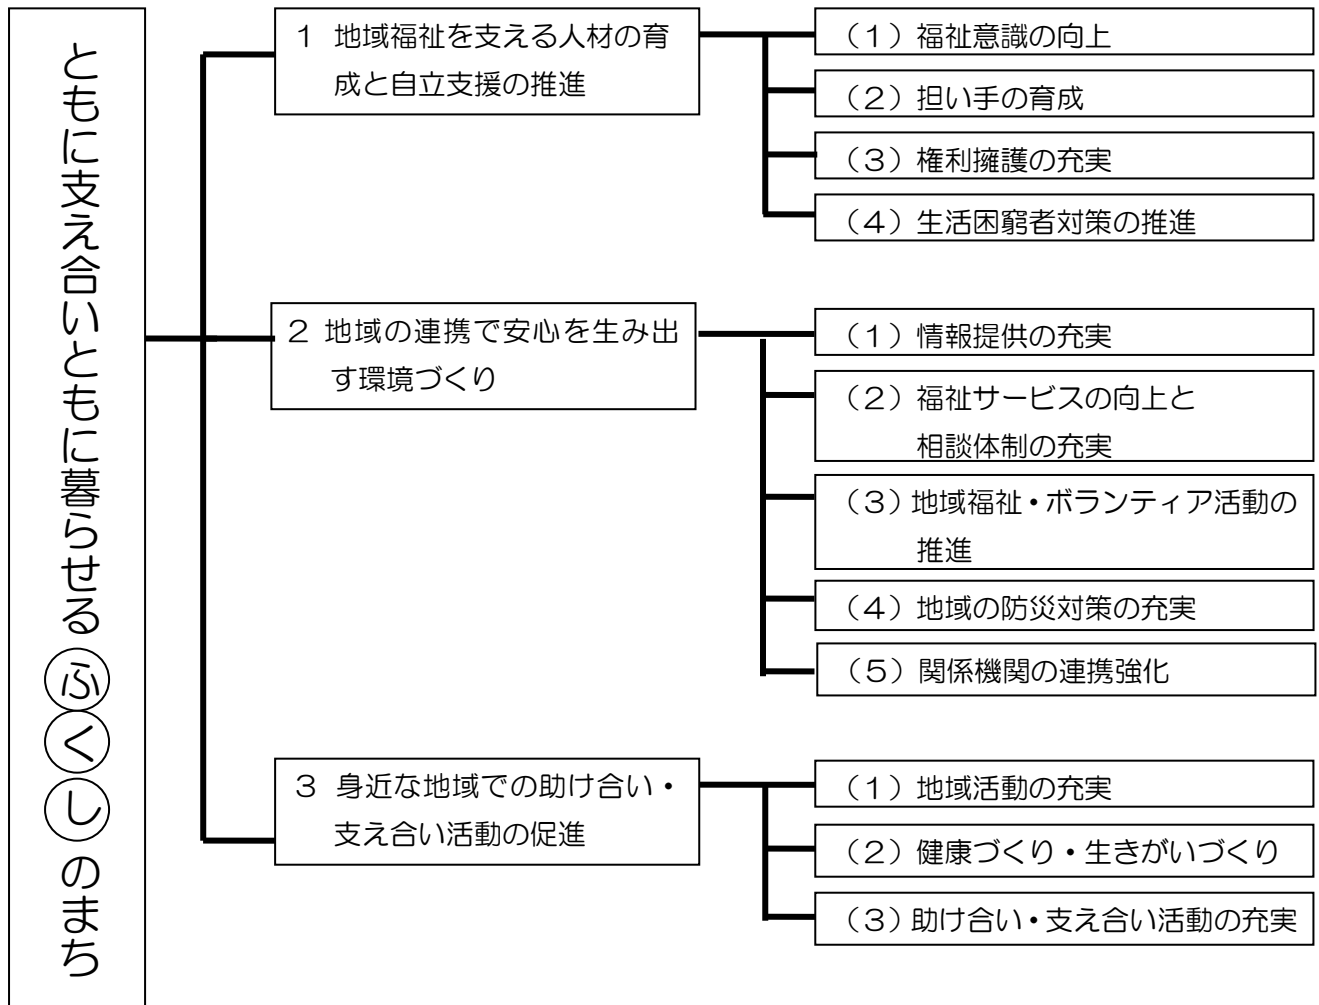 ともに支え合いともに暮らせるふくしのまち
１ 地域福祉を支える人材の育
成と自立支援の推進
（１）福祉意識の向上
（２）担い手の育成
（３）権利擁護の充実
（４）生活困窮者対策の推進
２ 地域の連携で安心を生み出
す環境づくり
（１）情報提供の充実
（２）福祉サービスの向上と
相談体制の充実
（３）地域福祉・ボランティア活動の
推進
（４）地域の防災対策の充実
（５）関係機関の連携強化
３ 身近な地域での助け合い・
支え合い活動の促進
（１）地域活動の充実
（２）健康づくり・生きがいづくり
（３）助け合い・支え合い活動の充実